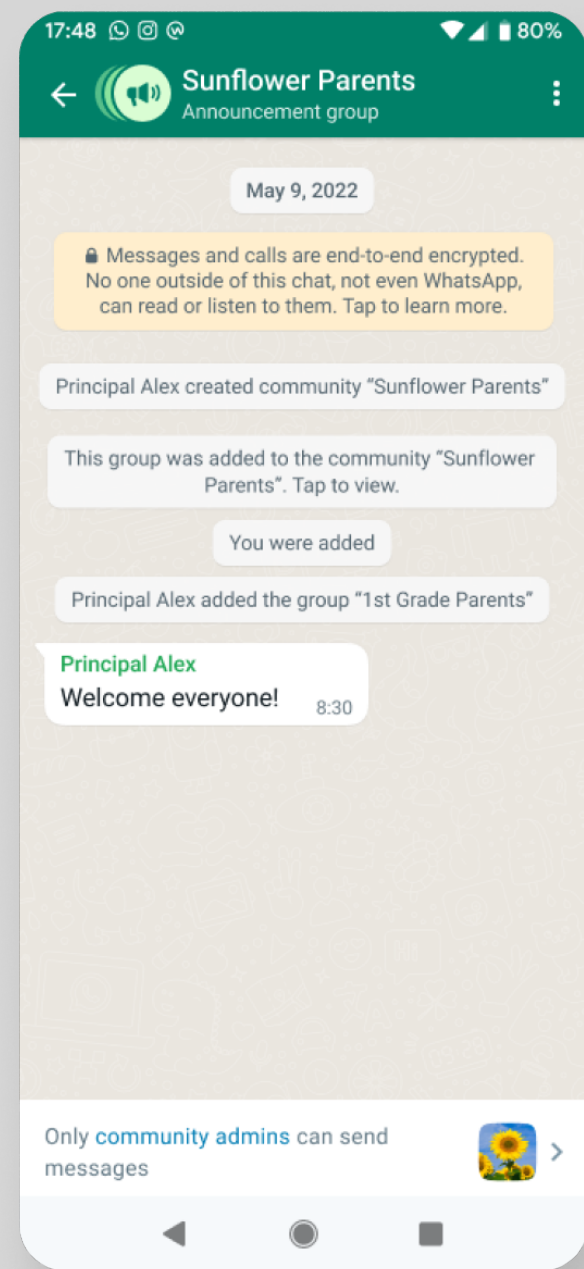 17:48 80%
Sunflower Parents
Announcement group
May 9, 2022
Messages and calls are end-to-end encrypted.
No one outside of this chat, not even WhatsApp,
can read or listen to them. Tap to learn more.
Principal Alex created community “Sunflower Parents”
This group was added to the community “Sunflower
Parents”. Tap to view.
You were added
Principal Alex added the group “1st Grade Parents”
Principal Alex
Welcome everyone! 8:30
Only community admins can send
messages